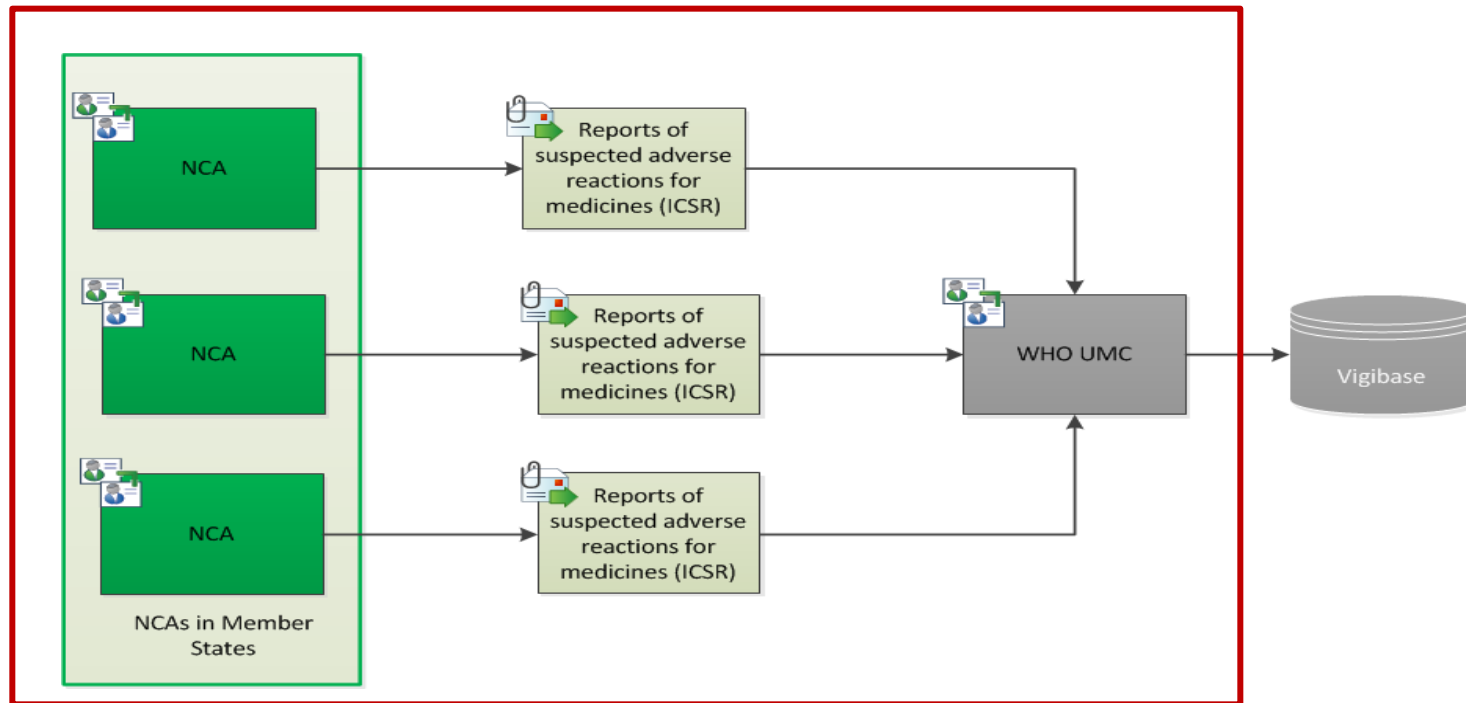 NCA
Reports of
suspected adverse
reactions for
medicines (ICSR)
NCA
Reports of
suspected adverse
reactions for
medicines (ICSR)
WHO UMC
Vigibase
NCA
Reports of
suspected adverse
reactions for
medicines (ICSR)
NCAs in Member
States